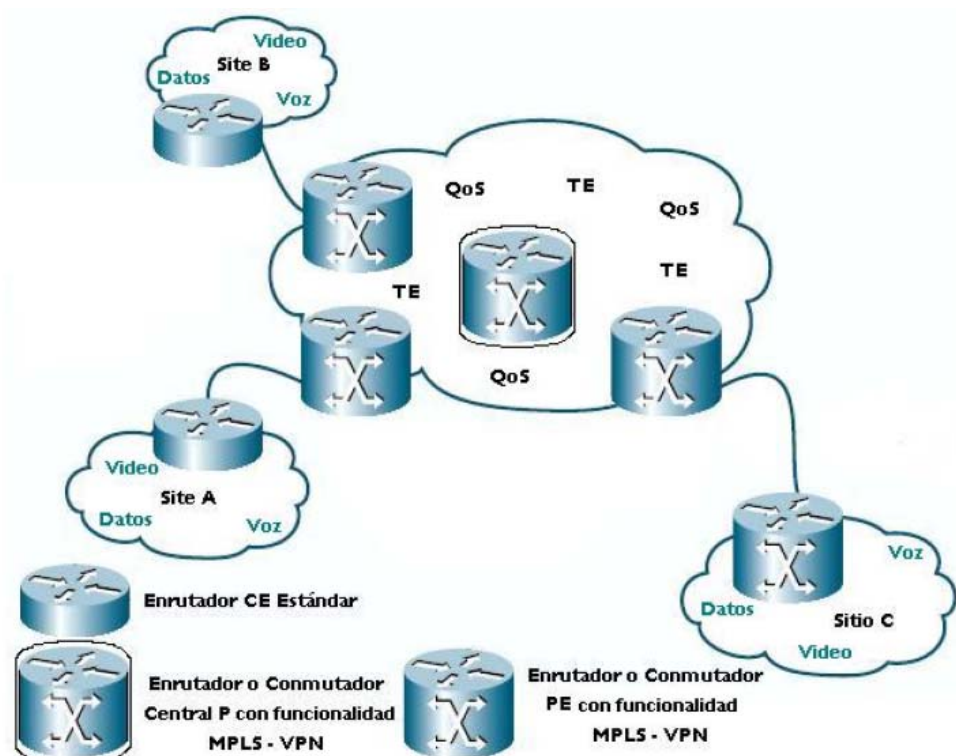 Video
Site B
Datos
Voz
QoS
TE
QoS
TE
TE
QoS
Video
Site A
Datos
Voz
Voz
Datos
Sitio C
Video
Enrutador CE Estándar
Enrutador o Conmutador
Central P con funcionalidad
MPLS - VPN
Enrutador o Conmutador
PE con funcionalidad
MPLS - VPN